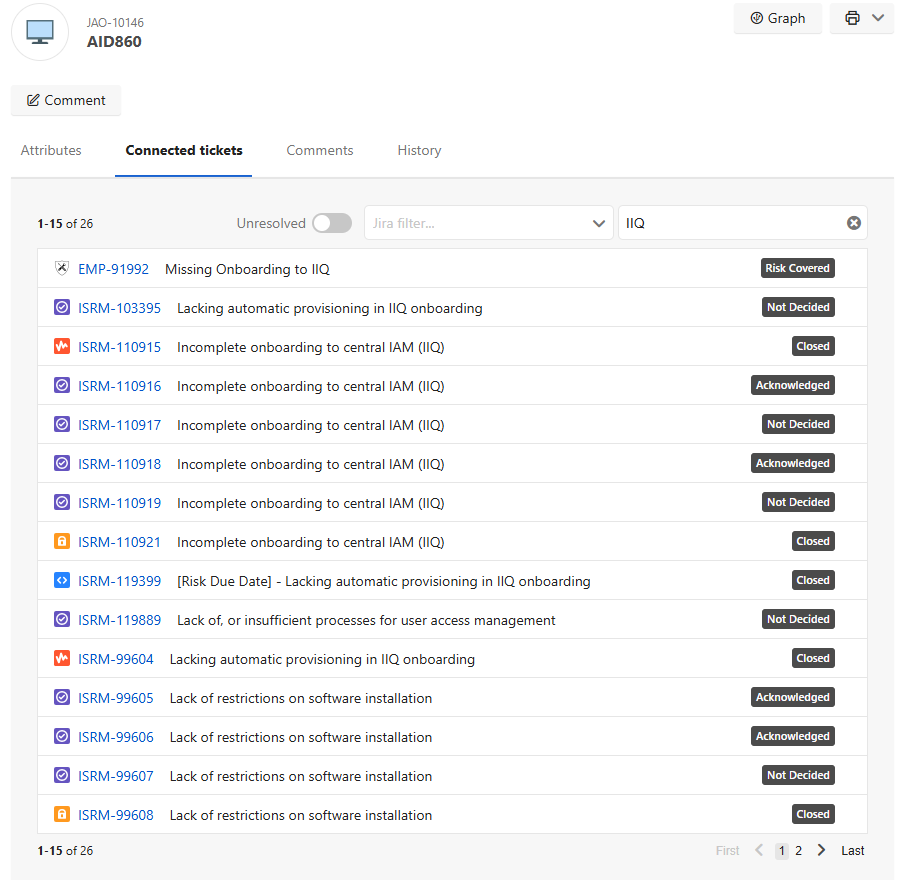 JAO-10146
AID860
Graph
Comment
Attributes Connected tickets Comments History
1-15 of 26 Unresolved Jira filter... IIQ
EMP-91992 Missing Onboarding to IIQ Risk Covered
ISRM-103395 Lacking automatic provisioning in IIQ onboarding Not Decided
ISRM-110915 Incomplete onboarding to central IAM (IIQ) Closed
ISRM-110916 Incomplete onboarding to central IAM (IIQ) Acknowledged
ISRM-110917 Incomplete onboarding to central IAM (IIQ) Not Decided
ISRM-110918 Incomplete onboarding to central IAM (IIQ) Acknowledged
ISRM-110919 Incomplete onboarding to central IAM (IIQ) Not Decided
ISRM-110921 Incomplete onboarding to central IAM (IIQ) Closed
ISRM-119399 [Risk Due Date] - Lacking automatic provisioning in IIQ onboarding Closed
ISRM-119889 Lack of, or insufficient processes for user access management Not Decided
ISRM-99604 Lacking automatic provisioning in IIQ onboarding Closed
ISRM-99605 Lack of restrictions on software installation Acknowledged
ISRM-99606 Lack of restrictions on software installation Acknowledged
ISRM-99607 Lack of restrictions on software installation Not Decided
ISRM-99608 Lack of restrictions on software installation Closed
1-15 of 26 First 1 2 Last